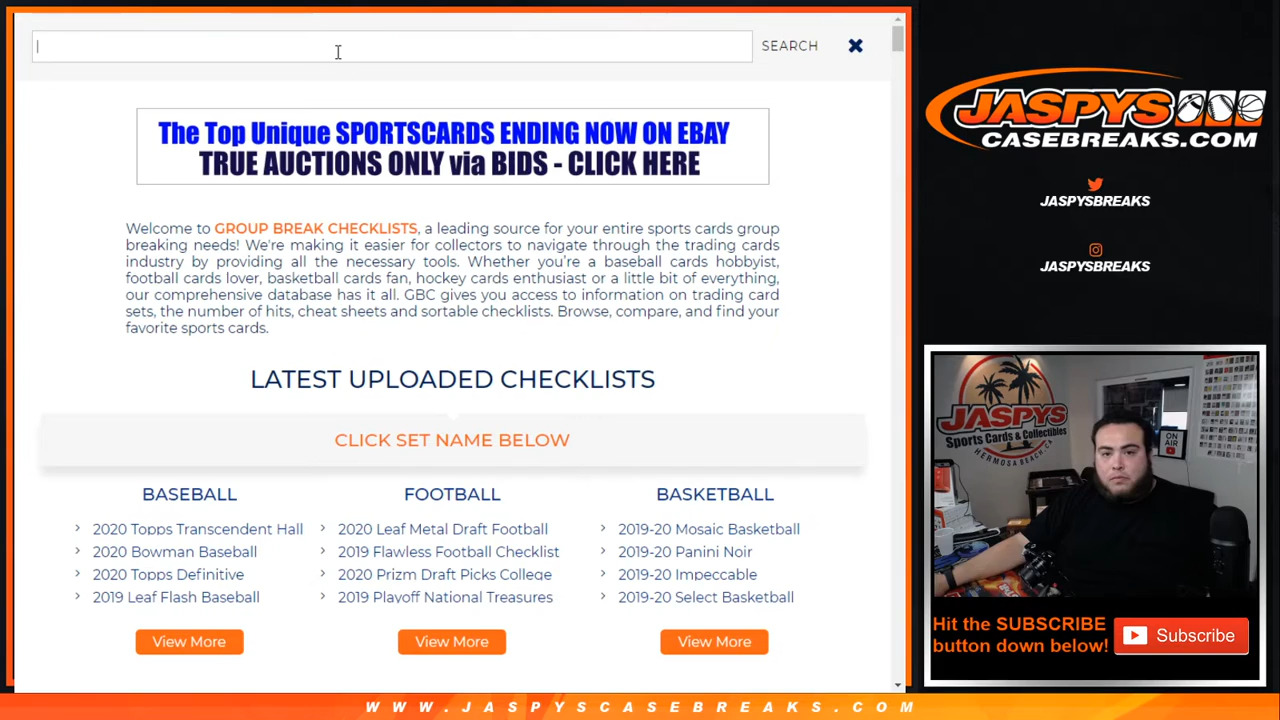 SEARCH
The Top Unique SPORTSCARDS ENDING NOW ON EBAY
TRUE AUCTIONS ONLY via BIDS - CLICK HERE
Welcome to GROUP BREAK CHECKLISTS, a leading source for your entire sports cards group
breaking needs! We're making it easier for collectors to navigate through the trading cards
industry by providing all the necessary tools. Whether you're a baseball cards hobbyist,
football cards lover, basketball cards fan, hockey cards enthusiast or a little bit of everything,
our comprehensive database has it all. GBC gives you access to information on trading card
sets, the number of hits, cheat sheets and sortable checklists. Browse, compare, and find your
favorite sports cards.
LATEST UPLOADED CHECKLISTS
CLICK SET NAME BELOW
BASEBALL
2020 Topps Transcendent Hall
2020 Bowman Baseball
2020 Topps Definitive
2019 Leaf Flash Baseball
View More
FOOTBALL
2020 Leaf Metal Draft Football
2019 Flawless Football Checklist
2020 Prizm Draft Picks College
2019 Playoff National Treasures
View More
BASKETBALL
2019-20 Mosaic Basketball
2019-20 Panini Noir
2019-20 Impeccable
2019-20 Select Basketball
View More
JASPYS
CASEBREAKS.COM
JASPYSBREAKS
JASPYSBREAKS
JASPYS
Sports Cards & Collectibles
HERMOSA BEACH, CA
ON
AIR
Hit the SUBSCRIBE
button down below!
Subscribe
WWW.JASPYSCASEBREAKS.COM